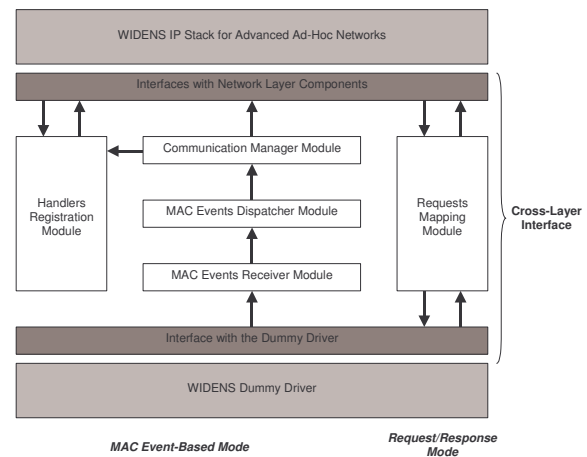 WIDENS IP Stack for Advanced Ad-Hoc Networks
Interfaces with Network Layer Components
Communication Manager Module
Handlers
Registration
Module
MAC Events Dispatcher Module
Requests
Mapping
Module
Cross-Layer
Interface
MAC Events Receiver Module
Interface with the Dummy Driver
WIDENS Dummy Driver
MAC Event-Based Mode
Request/Response
Mode